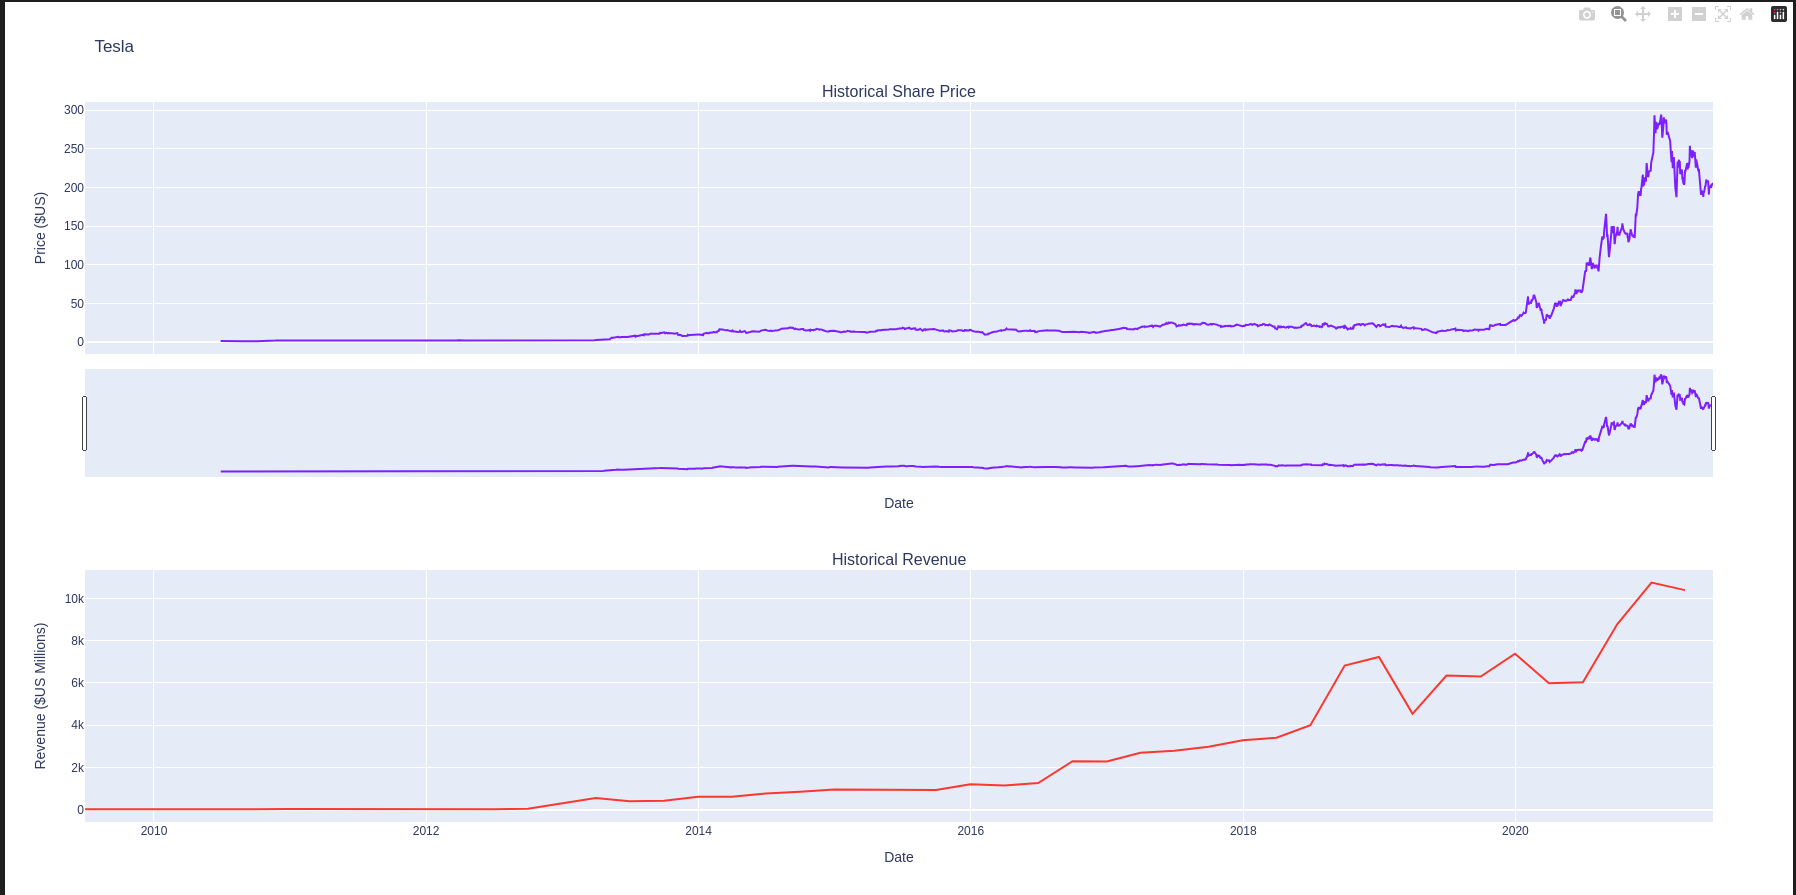 Tesla
Historical Share Price
300
250
200
150
100
50
0
Price ($US)
Date
Historical Revenue
10k
8k
6k
4k
2k
0
Revenue ($US Millions)
2010 2012 2014 2016 2018 2020
Date